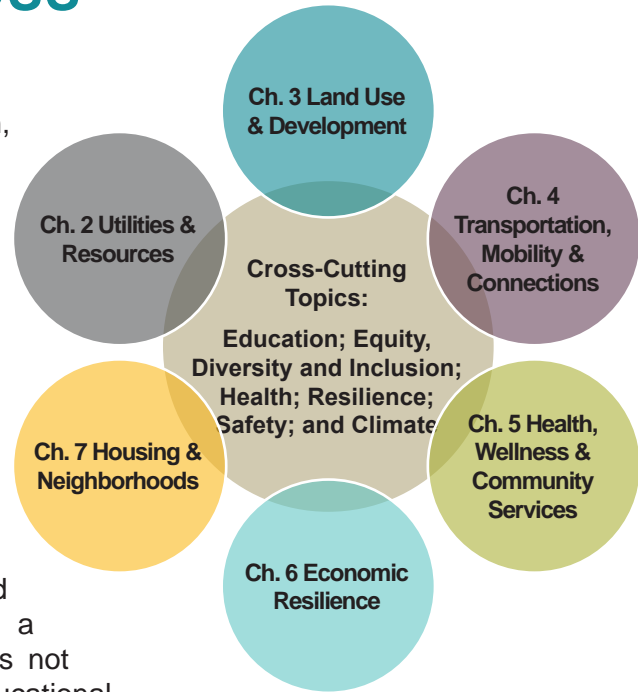 Ch. 3 Land Use
& Development
Ch. 2 Utilities &
Resources
Ch. 4
Transportation,
Mobility &
Connections
Cross-Cutting
Topics:
Education; Equity,
Diversity and Inclusion;
Health; Resilience;
Safety; and Climate
Ch. 7 Housing &
Neighborhoods
Ch. 5 Health,
Wellness &
Community
Services
Ch. 6 Economic
Resilience
a
not